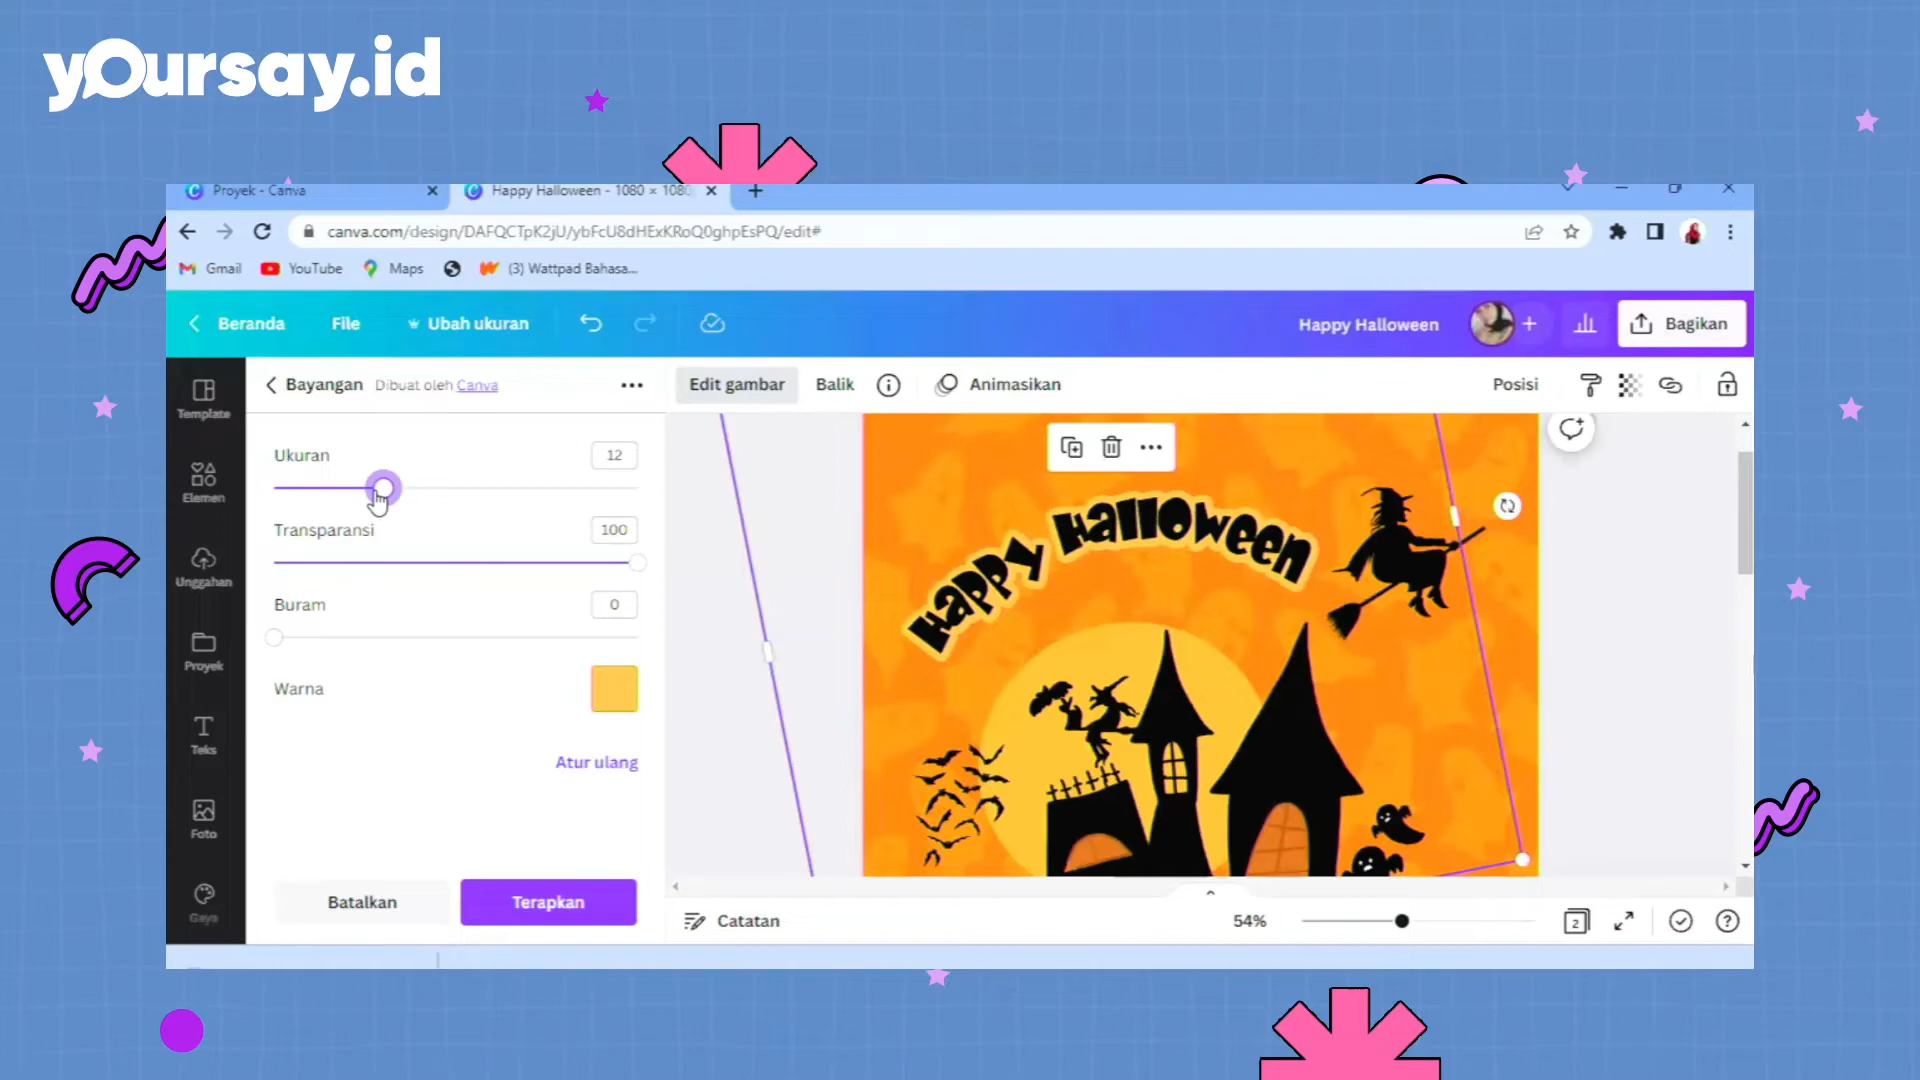 yoursay.id
Proyek - Canva
Happy Halloween - 1080 × 1080
canva.com/design/DAFQCTpK2jU/ybFcU8dHExKRoQ0ghpEsPQ/edit#
Gmail
YouTube
Maps
(3) Wattpad Bahasa...
Beranda
File
Ubah ukuran
Happy Halloween
Bagikan
Template
Elemen
Unggahan
Proyek
Teks
Foto
Gaya
Bayangan
Dibuat oleh Canva
Edit gambar
Balik
Animasikan
Posisi
Ukuran
12
Transparansi
100
Buram
0
Warna
Atur ulang
Batalkan
Terapkan
Happy Halloween
Catatan
54%
2